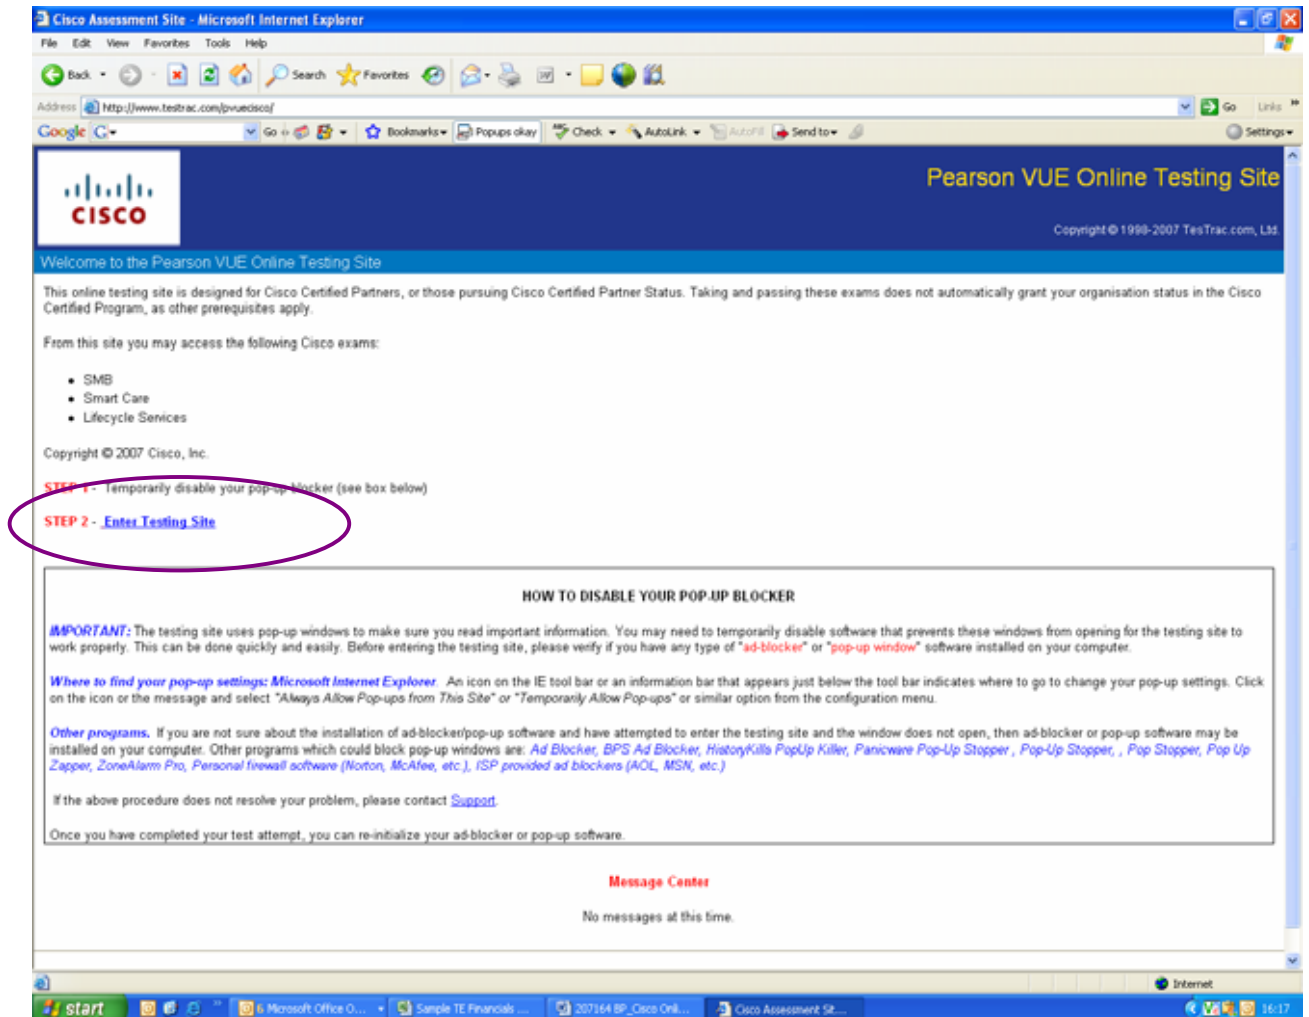 Cisco Assessment Site - Microsoft Internet Explorer
File Edit View Favorites Tools Help
Back Search Favorites
Address http://www.testrac.com/pvuecisco/ Go Links
Google G Go Bookmarks Popups okay Check AutoLink AutoFill Send to Settings
CISCO
Pearson VUE Online Testing Site
Copyright © 1998-2007 TesTrac.com, Ltd.
Welcome to the Pearson VUE Online Testing Site
This online testing site is designed for Cisco Certified Partners, or those pursuing Cisco Certified Partner Status. Taking and passing these exams does not automatically grant your organisation status in the Cisco
Certified Program, as other prerequisites apply.
From this site you may access the following Cisco exams:
• SMB
• Smart Care
• Lifecycle Services
Copyright © 2007 Cisco, Inc.
STEP 1 - Temporarily disable your pop-up blocker (see box below)
STEP 2 - Enter Testing Site
HOW TO DISABLE YOUR POP-UP BLOCKER
IMPORTANT: The testing site uses pop-up windows to make sure you read important information. You may need to temporarily disable software that prevents these windows from opening for the testing site to
work properly. This can be done quickly and easily. Before entering the testing site, please verify if you have any type of "ad-blocker" or "pop-up window" software installed on your computer.
Where to find your pop-up settings: Microsoft Internet Explorer. An icon on the IE tool bar or an information bar that appears just below the tool bar indicates where to go to change your pop-up settings. Click
on the icon or the message and select "Always Allow Pop-ups from This Site" or "Temporarily Allow Pop-ups" or similar option from the configuration menu.
Other programs. If you are not sure about the installation of ad-blocker/pop-up software and have attempted to enter the testing site and the window does not open, then ad-blocker or pop-up software may be
installed on your computer. Other programs which could block pop-up windows are: Ad Blocker, BPS Ad Blocker, HistoryKills PopUp Killer, Panicware Pop-Up Stopper , Pop-Up Stopper, , Pop Stopper, Pop Up
Zapper, ZoneAlarm Pro, Personal firewall software (Norton, McAfee, etc.), ISP provided ad blockers (AOL, MSN, etc.)
If the above procedure does not resolve your problem, please contact Support.
Once you have completed your test attempt, you can re-initialize your ad-blocker or pop-up software.
Message Center
No messages at this time.
Internet
start 6 Microsoft Office O... Sample TE Financials ... 207164 BP_Cisco Onli... Cisco Assessment Sit... 16:17